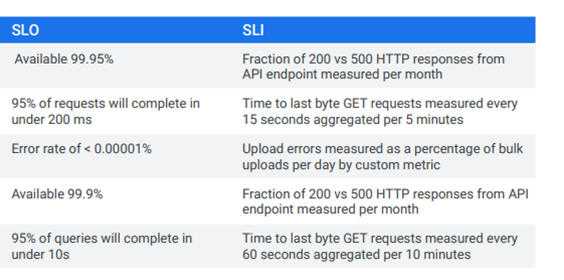 SLO SLI
Available 99.95% Fraction of 200 vs 500 HTTP responses from
API endpoint measured per month
95% of requests will complete in Time to last byte GET requests measured every
under 200 ms 15 seconds aggregated per 5 minutes
Error rate of < 0.00001% Upload errors measured as a percentage of bulk
uploads per day by custom metric
Available 99.9% Fraction of 200 vs 500 HTTP responses from API
endpoint measured per month
95% of queries will complete in Time to last byte GET requests measured every
under 10s 60 seconds aggregated per 10 minutes